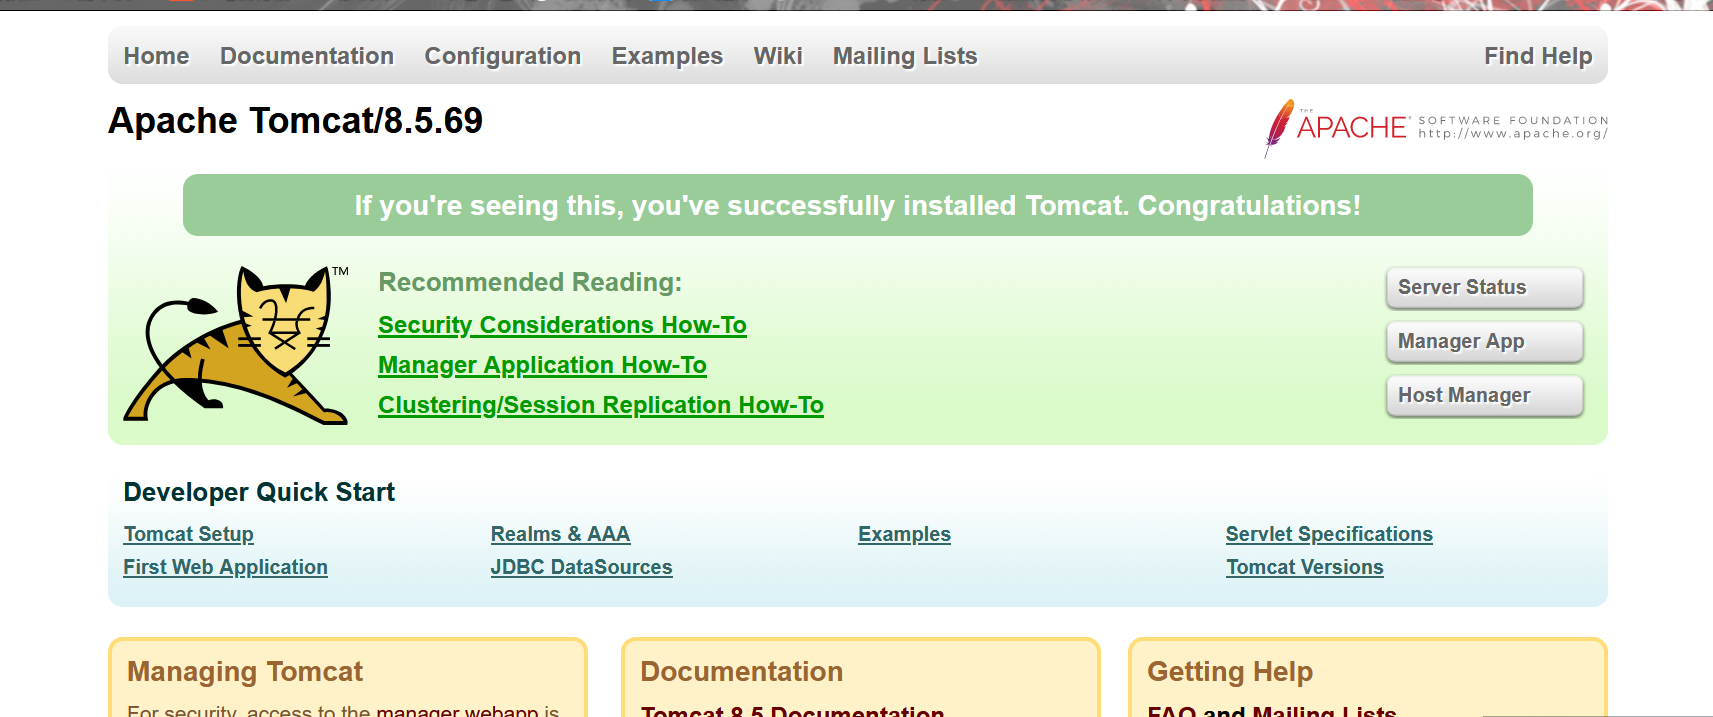 Home Documentation Configuration Examples Wiki Mailing Lists Find Help
Apache Tomcat/8.5.69
THE
APACHE® SOFTWARE FOUNDATION
http://www.apache.org/
If you're seeing this, you've successfully installed Tomcat. Congratulations!
TM
Recommended Reading:
Security Considerations How-To
Manager Application How-To
Clustering/Session Replication How-To
Server Status
Manager App
Host Manager
Developer Quick Start
Tomcat Setup
First Web Application
Realms & AAA
JDBC DataSources
Examples
Servlet Specifications
Tomcat Versions
Managing Tomcat
For security, access to the manager webapp is
Documentation
Tomcat 8.5 Documentation
Getting Help
FAQ and Mailing Lists